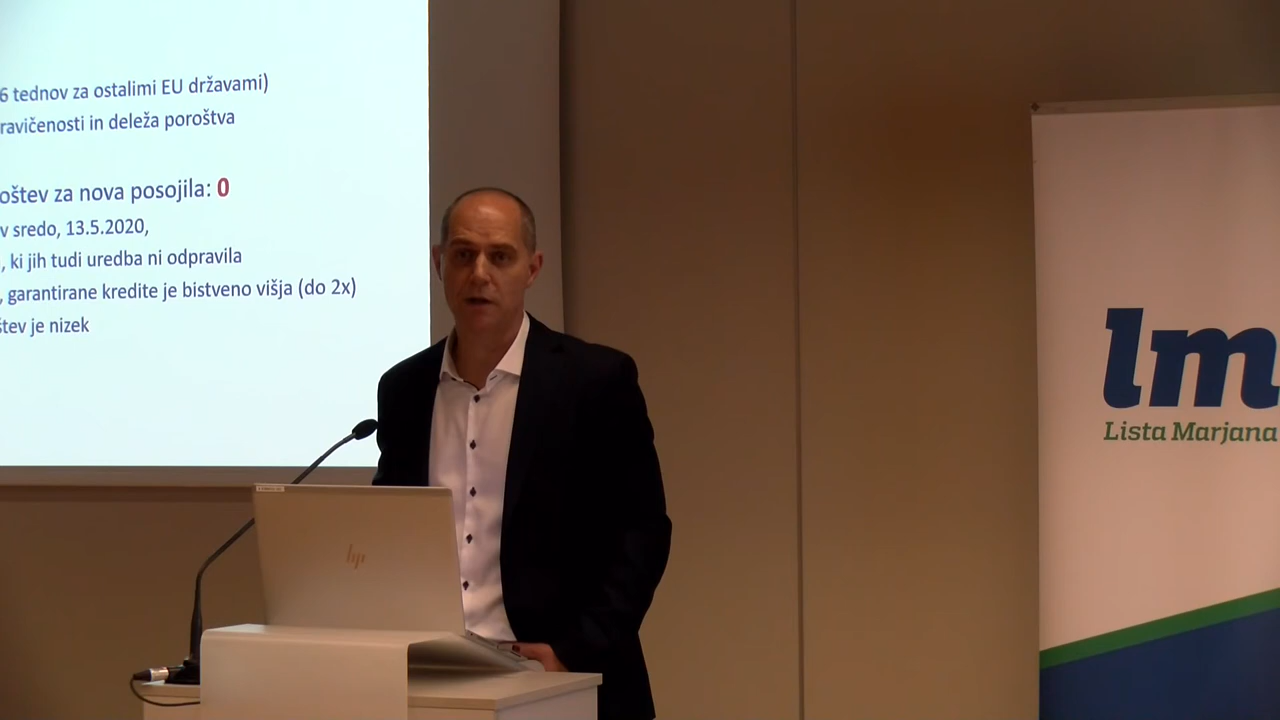 6 tednov za ostalimi EU državami)
ravičenosti in deleža poroštva
oštev za nova posojila: 0
v sredo, 13.5.2020,
, ki jih tudi uredba ni odpravila
, garantirane kredite je bistveno višja (do 2x)
štev je nizek
hp
lm
Lista Marjana